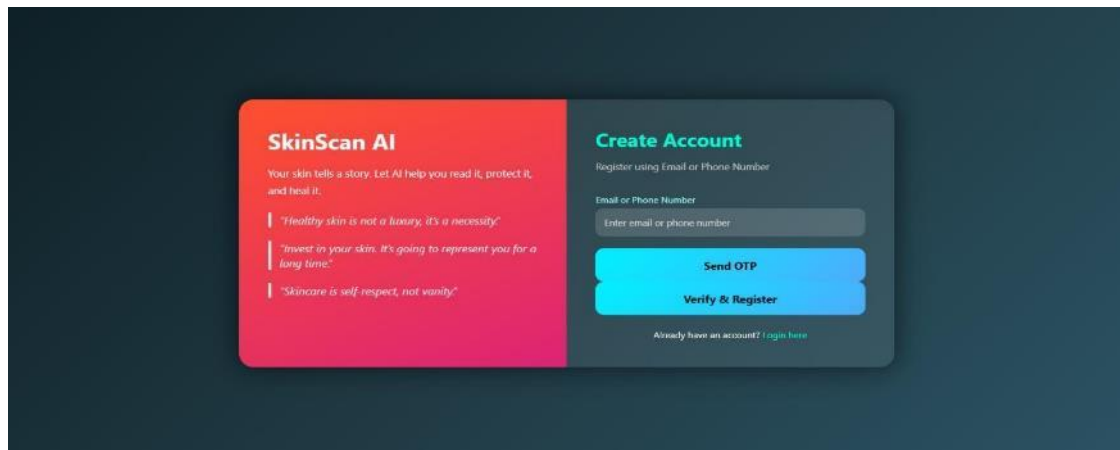 SkinScan AI
Your skin tells a story. Let AI help you read it, protect it,
and heal it.
"Healthy skin is not a luxury, it's a necessity."
"Invest in your skin. It's going to represent you for a
long time."
"Skincare is self-respect, not vanity."
Create Account
Register using Email or Phone Number
Email or Phone Number
Enter email or phone number
Send OTP
Verify & Register
Already have an account? Login here